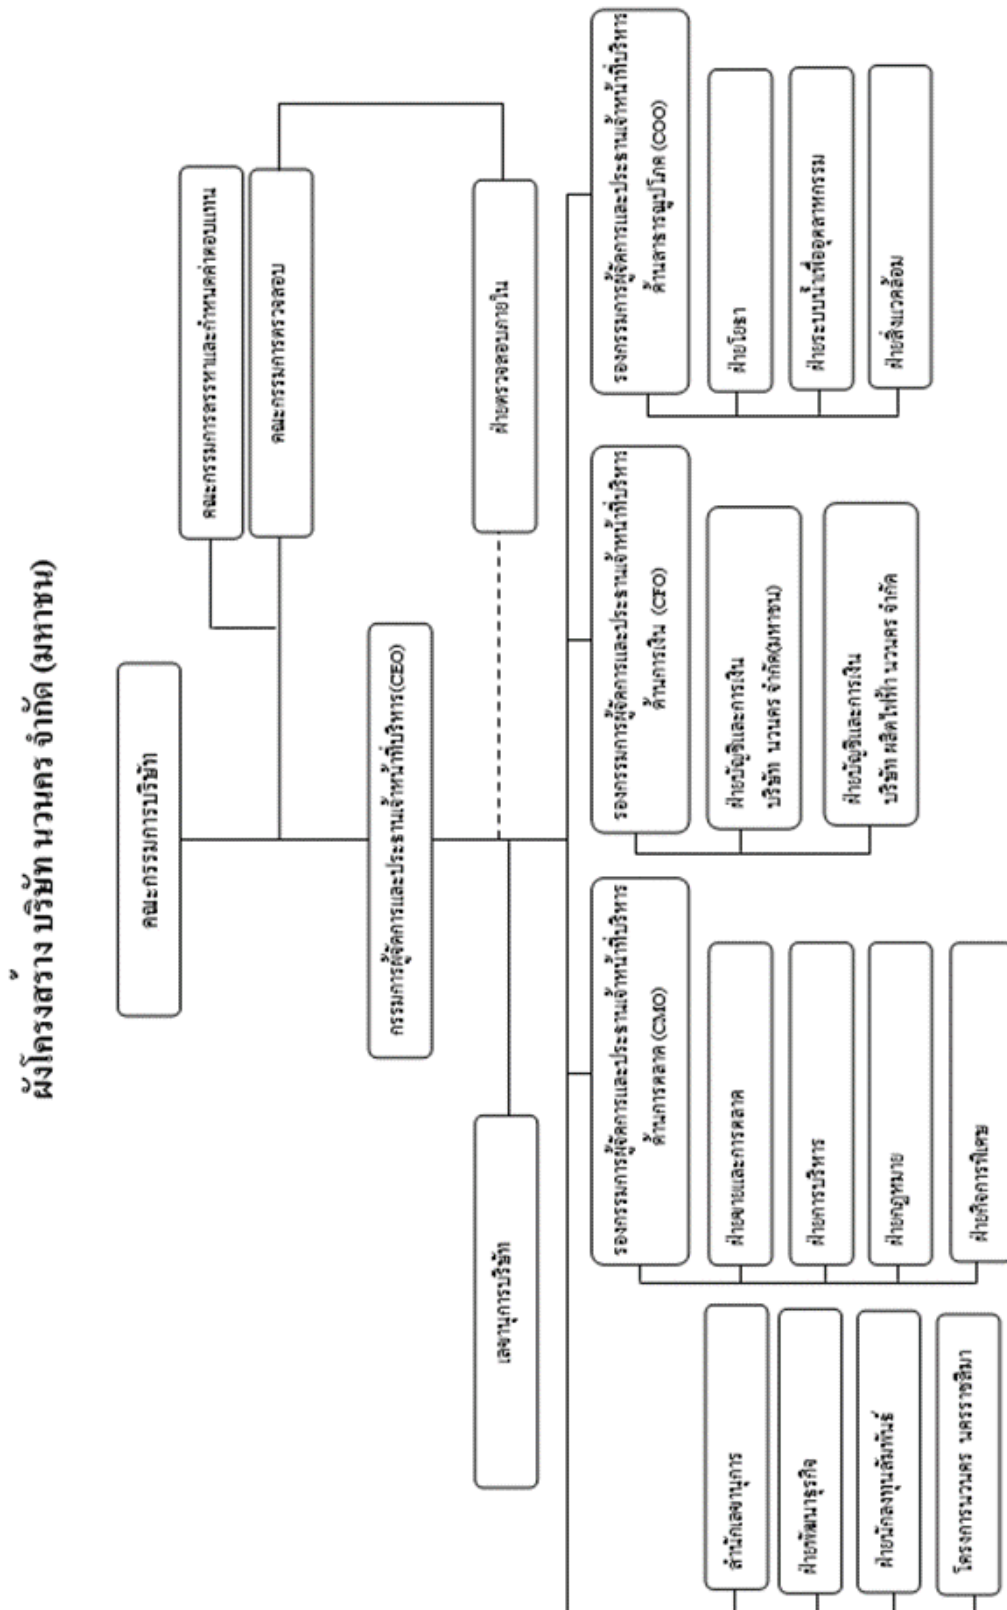 ผังโครงสร้าง บริษัท นวนคร จำกัด (มหาชน)
คณะกรรมการบริษัท
คณะกรรมการสรรหาและกำหนดค่าตอบแทน
คณะกรรมการตรวจสอบ
กรรมการผู้จัดการและประธานเจ้าหน้าที่บริหาร(CEO)
เลขานุการบริษัท
ฝ่ายตรวจสอบภายใน
สำนักเลขานุการ
ฝ่ายพัฒนาธุรกิจ
ฝ่ายนักลงทุนสัมพันธ์
โครงการนวนคร นครราชสีมา
รองกรรมการผู้จัดการและประธานเจ้าหน้าที่บริหาร
ด้านการตลาด (CMO)
ฝ่ายขายและการตลาด
ฝ่ายการบริหาร
ฝ่ายกฎหมาย
ฝ่ายกิจการพิเศษ
รองกรรมการผู้จัดการและประธานเจ้าหน้าที่บริหาร
ด้านการเงิน (CFO)
ฝ่ายบัญชีและการเงิน
บริษัท นวนคร จำกัด(มหาชน)
ฝ่ายบัญชีและการเงิน
บริษัท ผลิตไฟฟ้า นวนคร จำกัด
รองกรรมการผู้จัดการและประธานเจ้าหน้าที่บริหาร
ด้านสาธารณูปโภค (COO)
ฝ่ายโยธา
ฝ่ายระบบน้ำเพื่ออุตสาหกรรม
ฝ่ายสิ่งแวดล้อม